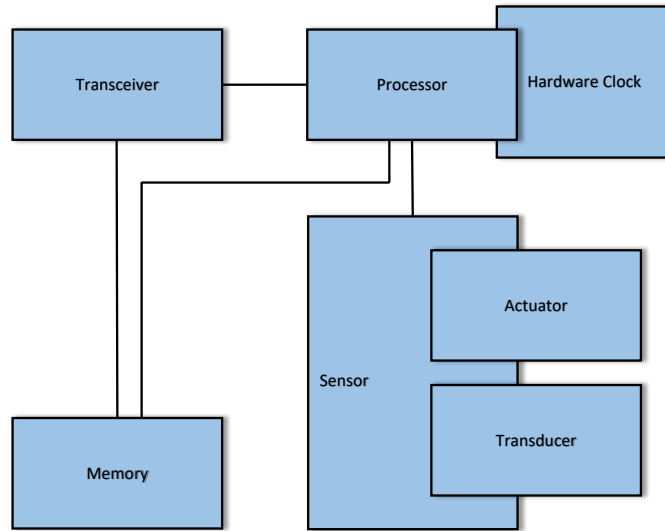 Transceiver
Processor
Hardware Clock
Actuator
Sensor
Transducer
Memory